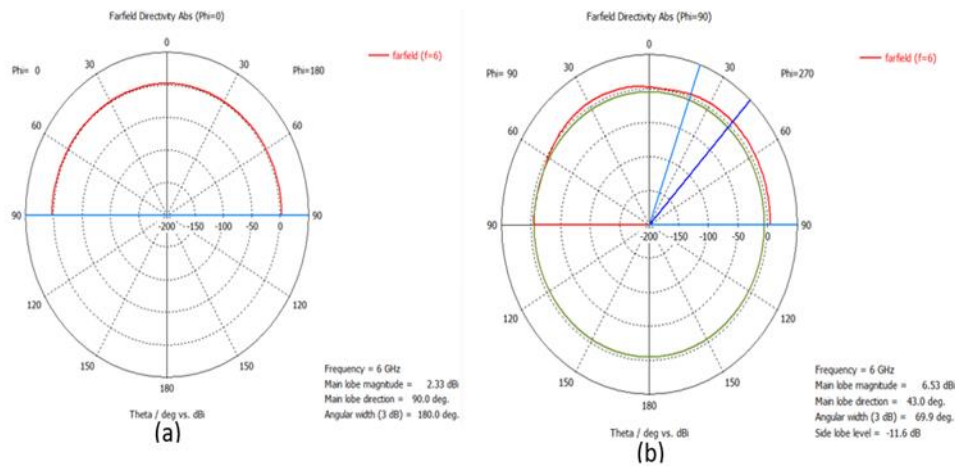 Farfield Directivity Abs (Phi=0)
0
30
30
Phi= 0
Phi=180
farfield (f=6)
60
60
90
-200
-150
-100
-50
0
90
120
120
150
150
180
Frequency = 6 GHz
Main lobe magnitude = 2.33 dBi
Main lobe direction = 90.0 deg.
Angular width (3 dB) = 180.0 deg.
Theta / deg vs. dBi
(a)
Farfield Directivity Abs (Phi=90)
0
30
30
Phi= 90
Phi=270
farfield (f=6)
60
60
90
-200
-150
-100
-50
0
90
120
120
150
150
180
Frequency = 6 GHz
Main lobe magnitude = 6.53 dBi
Main lobe direction = 43.0 deg.
Angular width (3 dB) = 69.9 deg.
Side lobe level = -11.6 dB
Theta / deg vs. dBi
(b)